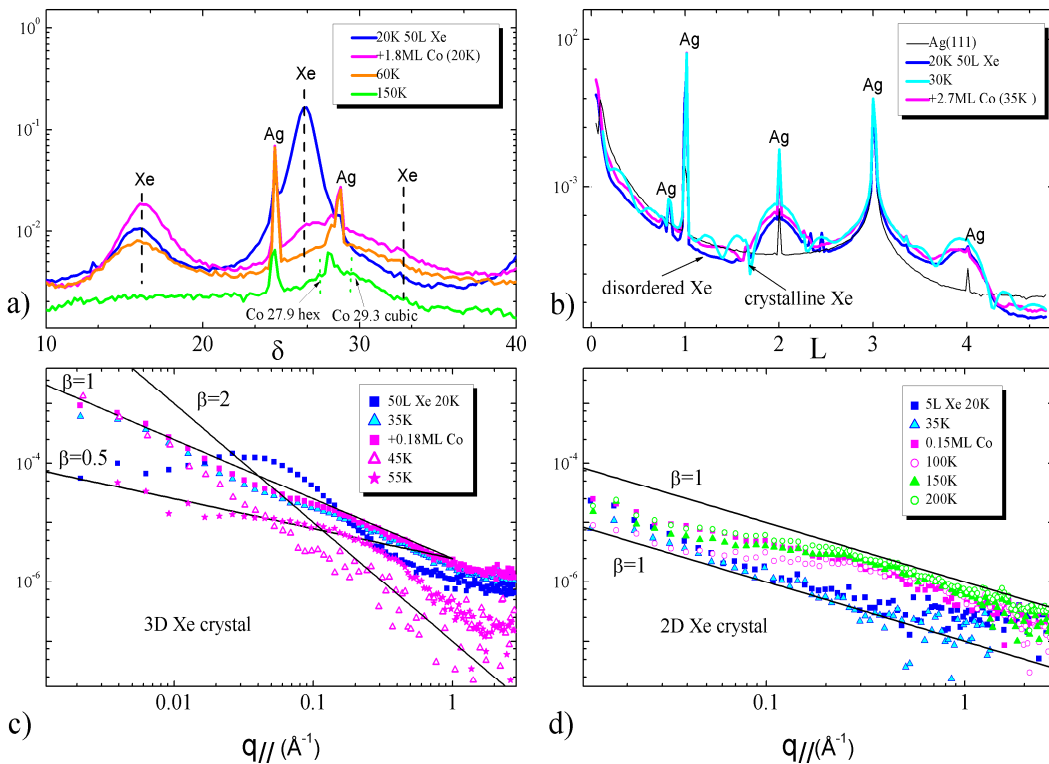 10⁰
10⁻¹
10⁻²
20K 50L Xe
+1.8ML Co (20K)
60K
150K
Xe
Xe
Ag
Ag
Xe
Co 27.9 hex
Co 29.3 cubic
a)
10
20
30
40
δ
10²
10⁻³
Ag(111)
20K 50L Xe
30K
+2.7ML Co (35K )
Ag
Ag
Ag
Ag
Ag
disordered Xe
crystalline Xe
b)
0
1
2
3
4
L
β=1
β=2
β=0.5
10⁻⁴
10⁻⁶
50L Xe 20K
35K
+0.18ML Co
45K
55K
3D Xe crystal
c)
0.01
0.1
1
q// (Å⁻¹)
10⁻⁴
10⁻⁶
5L Xe 20K
35K
0.15ML Co
100K
150K
200K
β=1
β=1
2D Xe crystal
d)
0.1
1
q// (Å⁻¹)